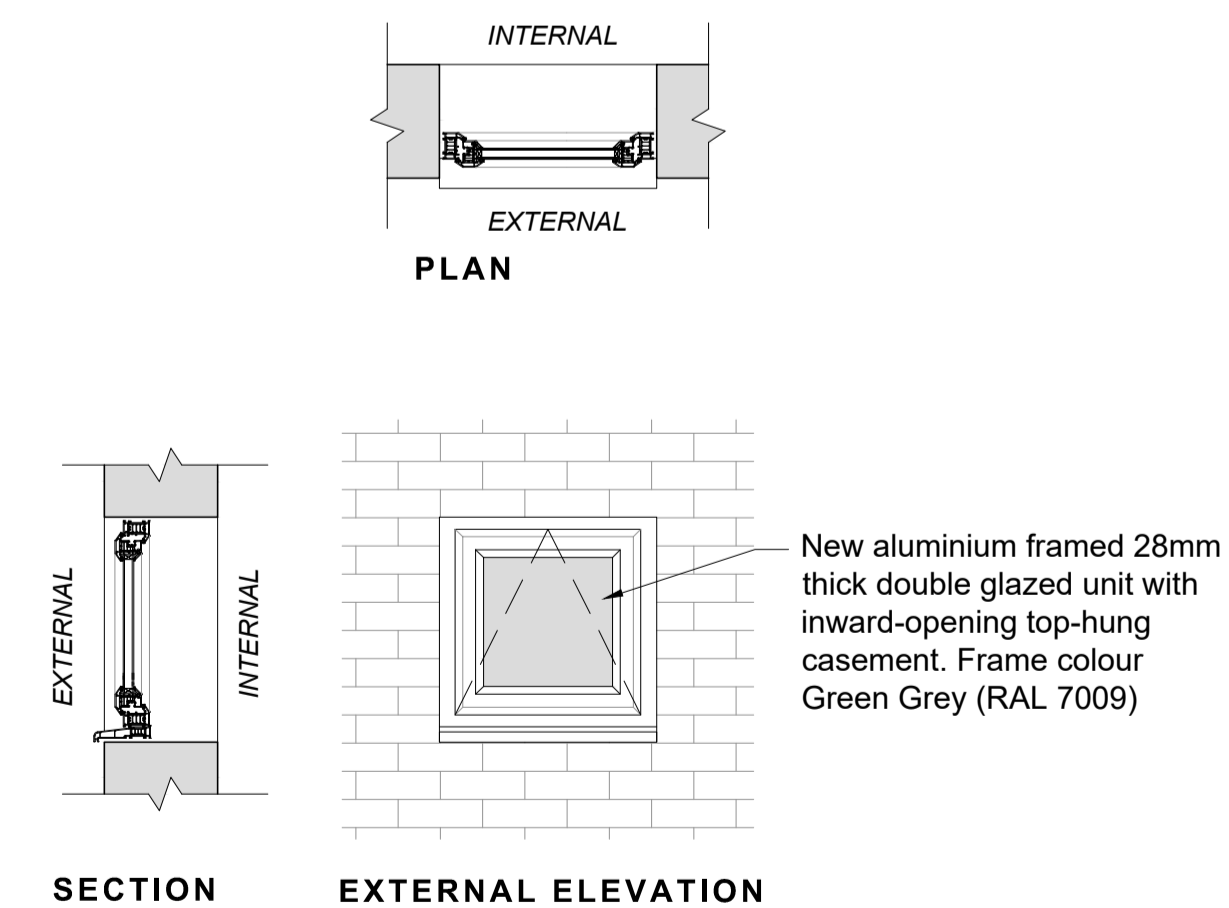 INTERNAL
EXTERNAL
PLAN
EXTERNAL
INTERNAL
New aluminium framed 28mm
thick double glazed unit with
inward-opening top-hung
casement. Frame colour
Green Grey (RAL 7009)
SECTION
EXTERNAL ELEVATION